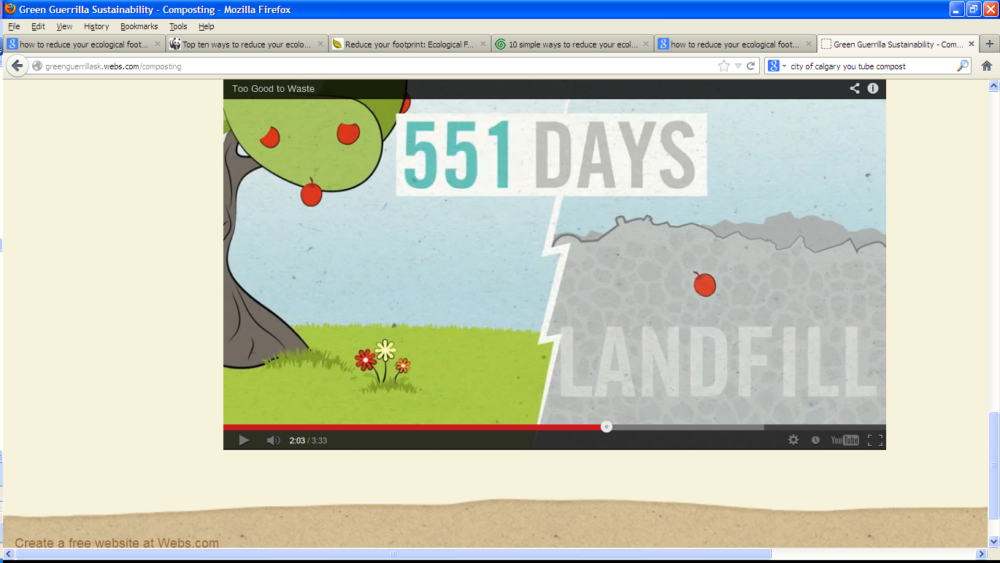 Green Guerrilla Sustainability - Composting - Mozilla Firefox
File Edit View History Bookmarks Tools Help
how to reduce your ecological foot... Top ten ways to reduce your ecolo... Reduce your footprint: Ecological F... 10 simple ways to reduce your ecol... how to reduce your ecological foot... Green Guerrilla Sustainability - Com...
greenguerrillask.webs.com/composting city of calgary you tube compost
Too Good to Waste
551 DAYS
LANDFILL
2:03 / 3:33 YouTube
Create a free website at Webs.com